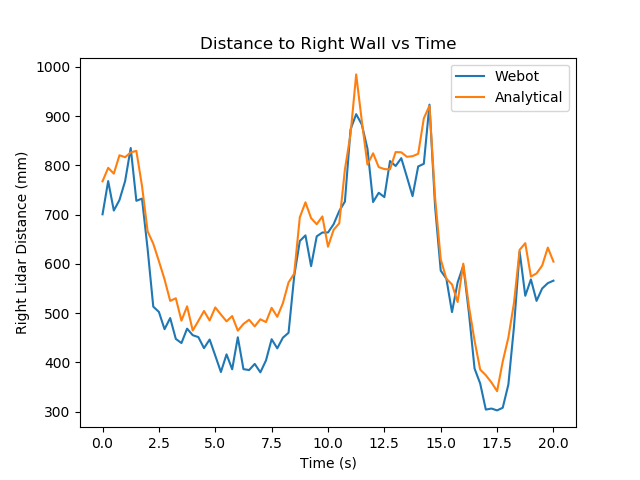 Distance to Right Wall vs Time
Webot
Analytical
Right Lidar Distance (mm)
1000
900
800
700
600
500
400
300
0.0 2.5 5.0 7.5 10.0 12.5 15.0 17.5 20.0
Time (s)